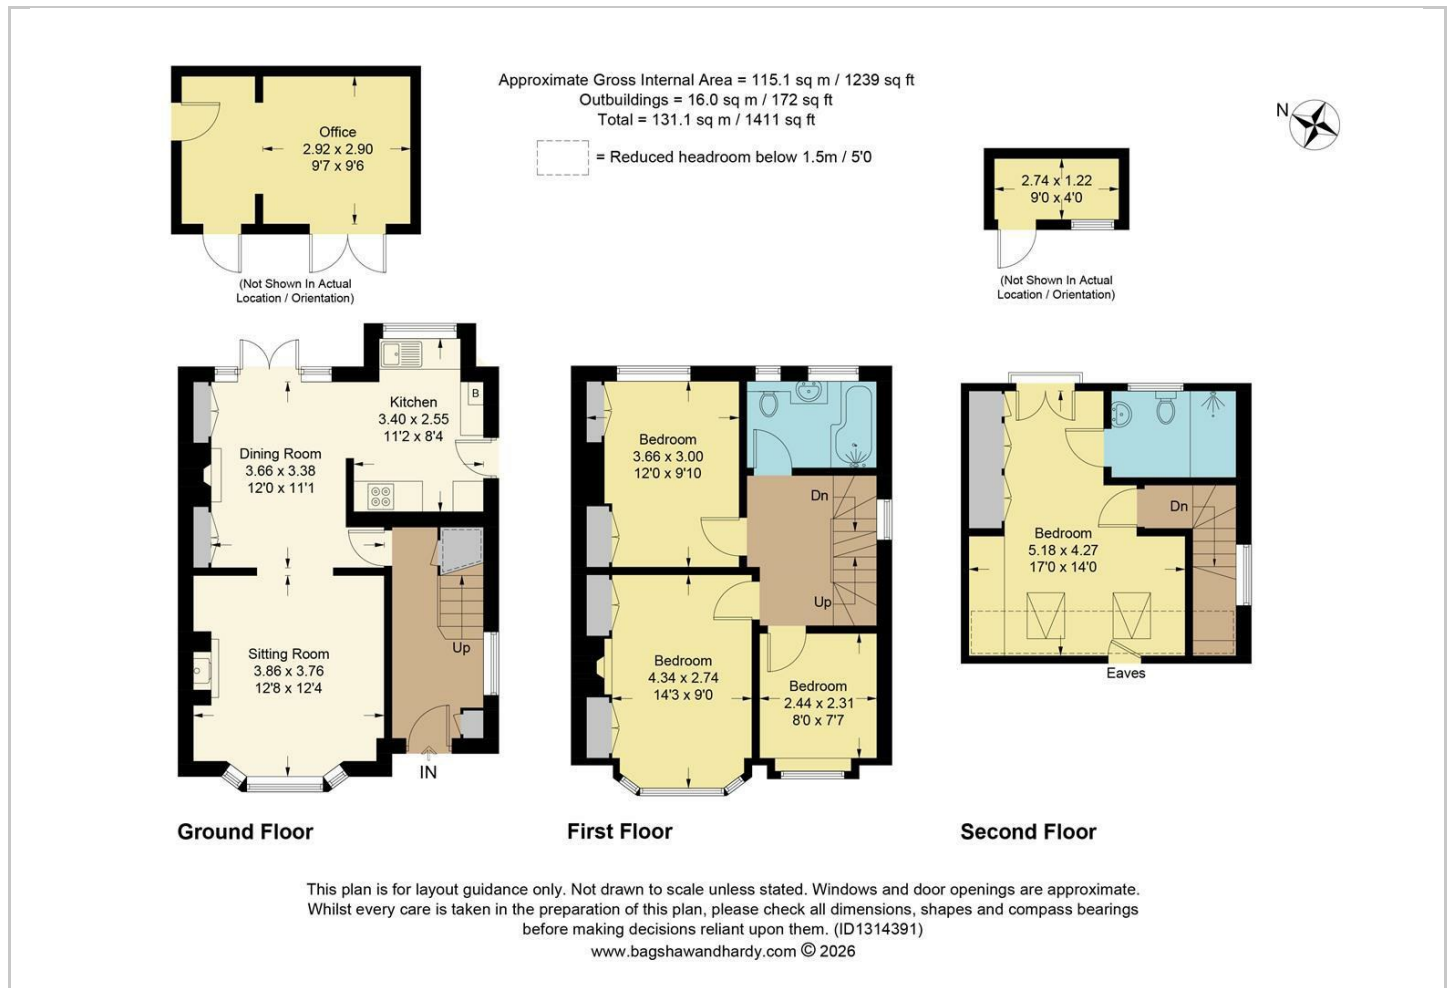 Approximate Gross Internal Area = 115.1 sq m / 1239 sq ft
Outbuildings = 16.0 sq m / 172 sq ft
Total = 131.1 sq m / 1411 sq ft
= Reduced headroom below 1.5m / 5'0
N
Office
2.92 x 2.90
9'7 x 9'6
(Not Shown In Actual
Location / Orientation)
2.74 x 1.22
9'0 x 4'0
(Not Shown In Actual
Location / Orientation)
Kitchen
3.40 x 2.55
11'2 x 8'4
B
Dining Room
3.66 x 3.38
12'0 x 11'1
Sitting Room
3.86 x 3.76
12'8 x 12'4
Up
IN
Ground Floor
Bedroom
3.66 x 3.00
12'0 x 9'10
Dn
Up
Bedroom
4.34 x 2.74
14'3 x 9'0
Bedroom
2.44 x 2.31
8'0 x 7'7
First Floor
Dn
Bedroom
5.18 x 4.27
17'0 x 14'0
Eaves
Second Floor
This plan is for layout guidance only. Not drawn to scale unless stated. Windows and door openings are approximate.
Whilst every care is taken in the preparation of this plan, please check all dimensions, shapes and compass bearings
before making decisions reliant upon them. (ID1314391)
www.bagshawandhardy.com © 2026